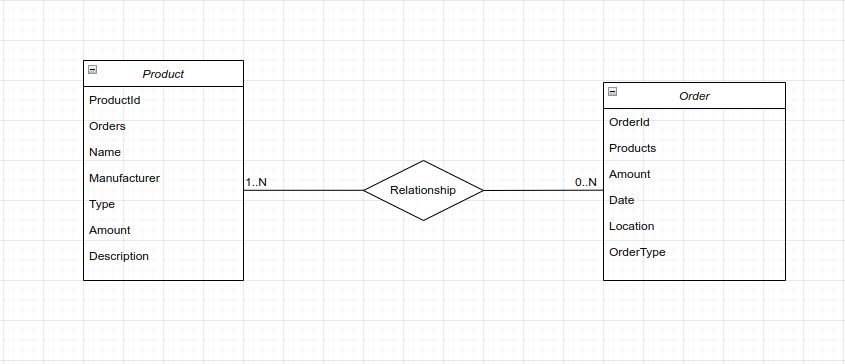 Product
ProductId
Orders
Name
Manufacturer
Type
Amount
Description
1..N
Relationship
0..N
Order
OrderId
Products
Amount
Date
Location
OrderType